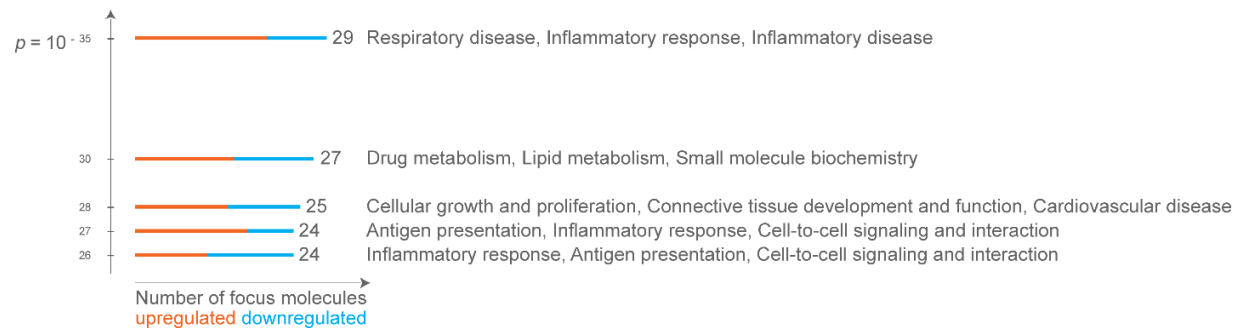 p = 10 - 35 29 Respiratory disease, Inflammatory response, Inflammatory disease
30 27 Drug metabolism, Lipid metabolism, Small molecule biochemistry
28 25 Cellular growth and proliferation, Connective tissue development and function, Cardiovascular disease
27 24 Antigen presentation, Inflammatory response, Cell-to-cell signaling and interaction
26 24 Inflammatory response, Antigen presentation, Cell-to-cell signaling and interaction
Number of focus molecules
upregulated downregulated